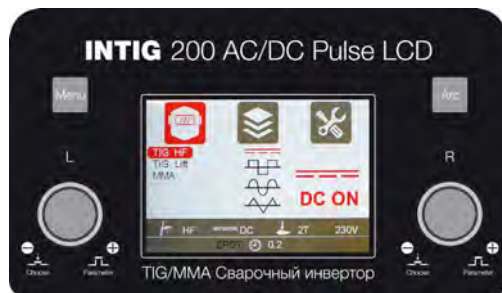 INTIG 200 AC/DC Pulse LCD
Menu
Arc
L
R
TIG HF
TIG Lift
MMA
DC ON
HF DC 2T 230V
SPOT 0.2
TIG/MMA Сварочный инвертор
Choose Parameter
Choose Parameter